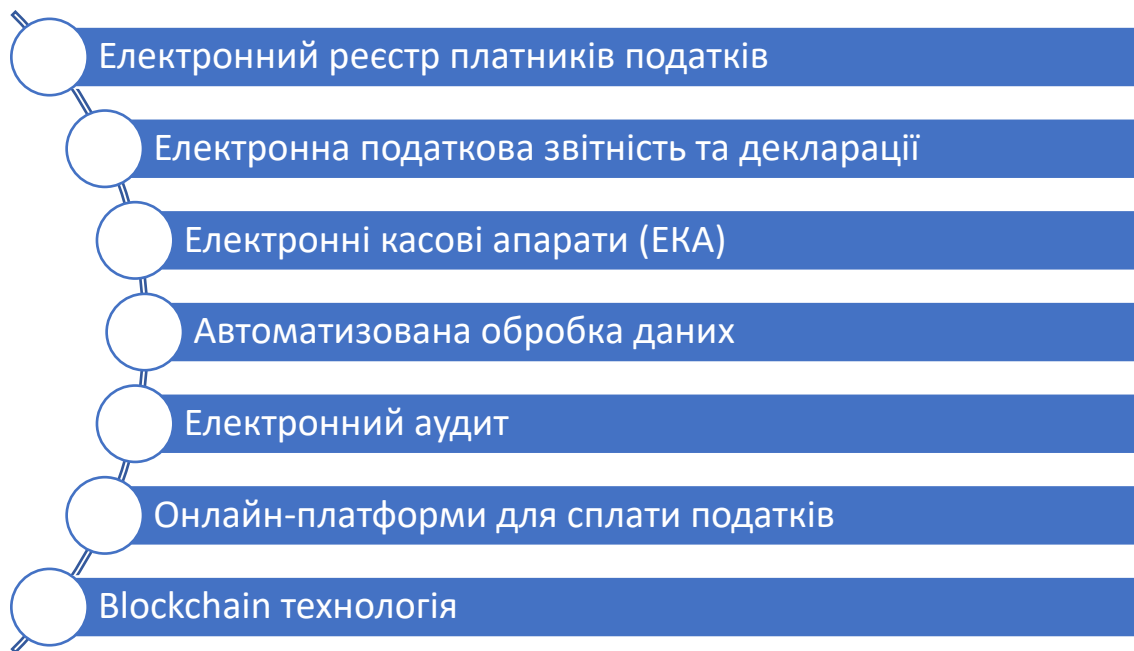 Електронний реєстр платників податків
Електронна податкова звітність та декларації
Електронні касові апарати (ЕКА)
Автоматизована обробка даних
Електронний аудит
Онлайн-платформи для сплати податків
Blockchain технологія